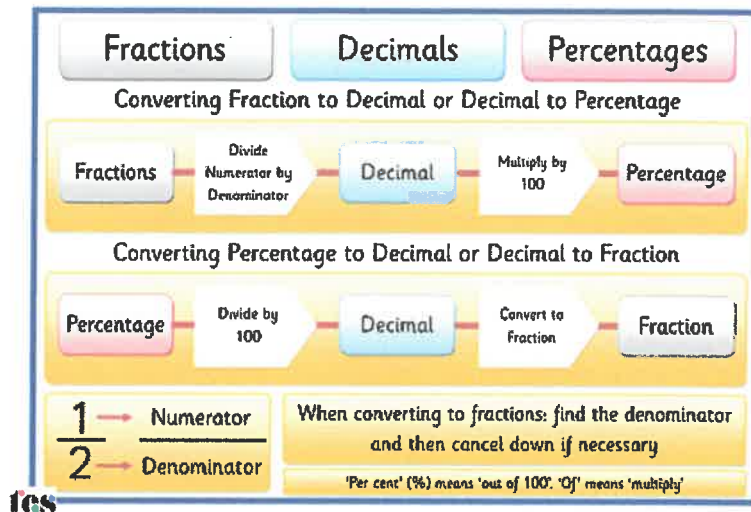 Fractions Decimals Percentages
Converting Fraction to Decimal or Decimal to Percentage
Fractions
Divide
Numerator by
Denominator
Decimal
Multiply by
100
Percentage
Converting Percentage to Decimal or Decimal to Fraction
Percentage
Divide by
100
Decimal
Convert to
Fraction
Fraction
1 Numerator
2 Denominator
When converting to fractions: find the denominator
and then cancel down if necessary
'Per cent' (%) means 'out of 100'. 'Of' means 'multiply'
tes